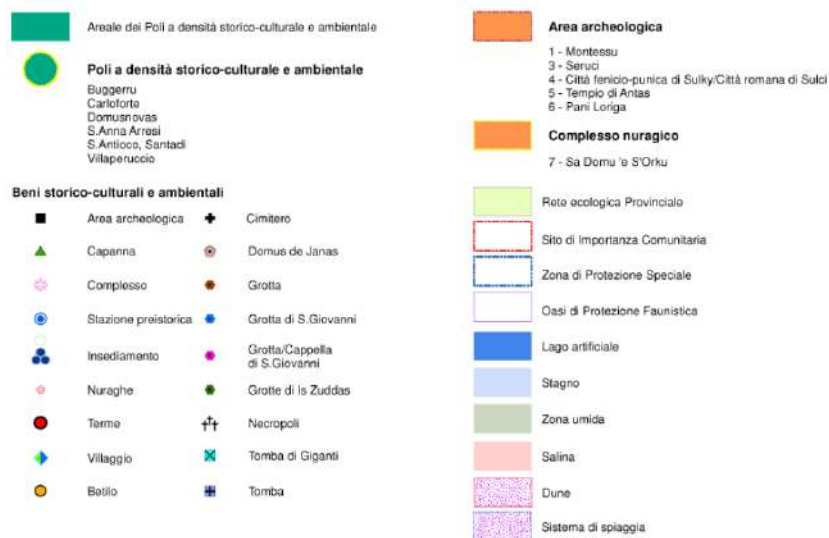 Areale dei Poli a densità storico-culturale e ambientale
Poli a densità storico-culturale e ambientale
Buggerru
Carloforte
Domusnovas
S.Anna Arresi
S.Antioco, Santadi
Villaperuccio
Beni storico-culturali e ambientali
Area archeologica
Cimitero
Capanna
Domus de Janas
Complesso
Grotta
Stazione preistorica
Grotta di S.Giovanni
Insediamento
Grotta/Cappella
di S.Giovanni
Nuraghe
Grotte di Is Zuddas
Terme
Necropoli
Villaggio
Tomba di Giganti
Betilo
Tomba
Area archeologica
1 - Montessu
3 - Seruci
4 - Città fenicio-punica di Sulky/Città romana di Sulci
5 - Tempio di Antas
6 - Pani Loriga
Complesso nuragico
7 - Sa Domu 'e S'Orku
Rete ecologica Provinciale
Sito di Importanza Comunitaria
Zona di Protezione Speciale
Oasi di Protezione Faunistica
Lago artificiale
Stagno
Zona umida
Salina
Dune
Sistema di spiaggia